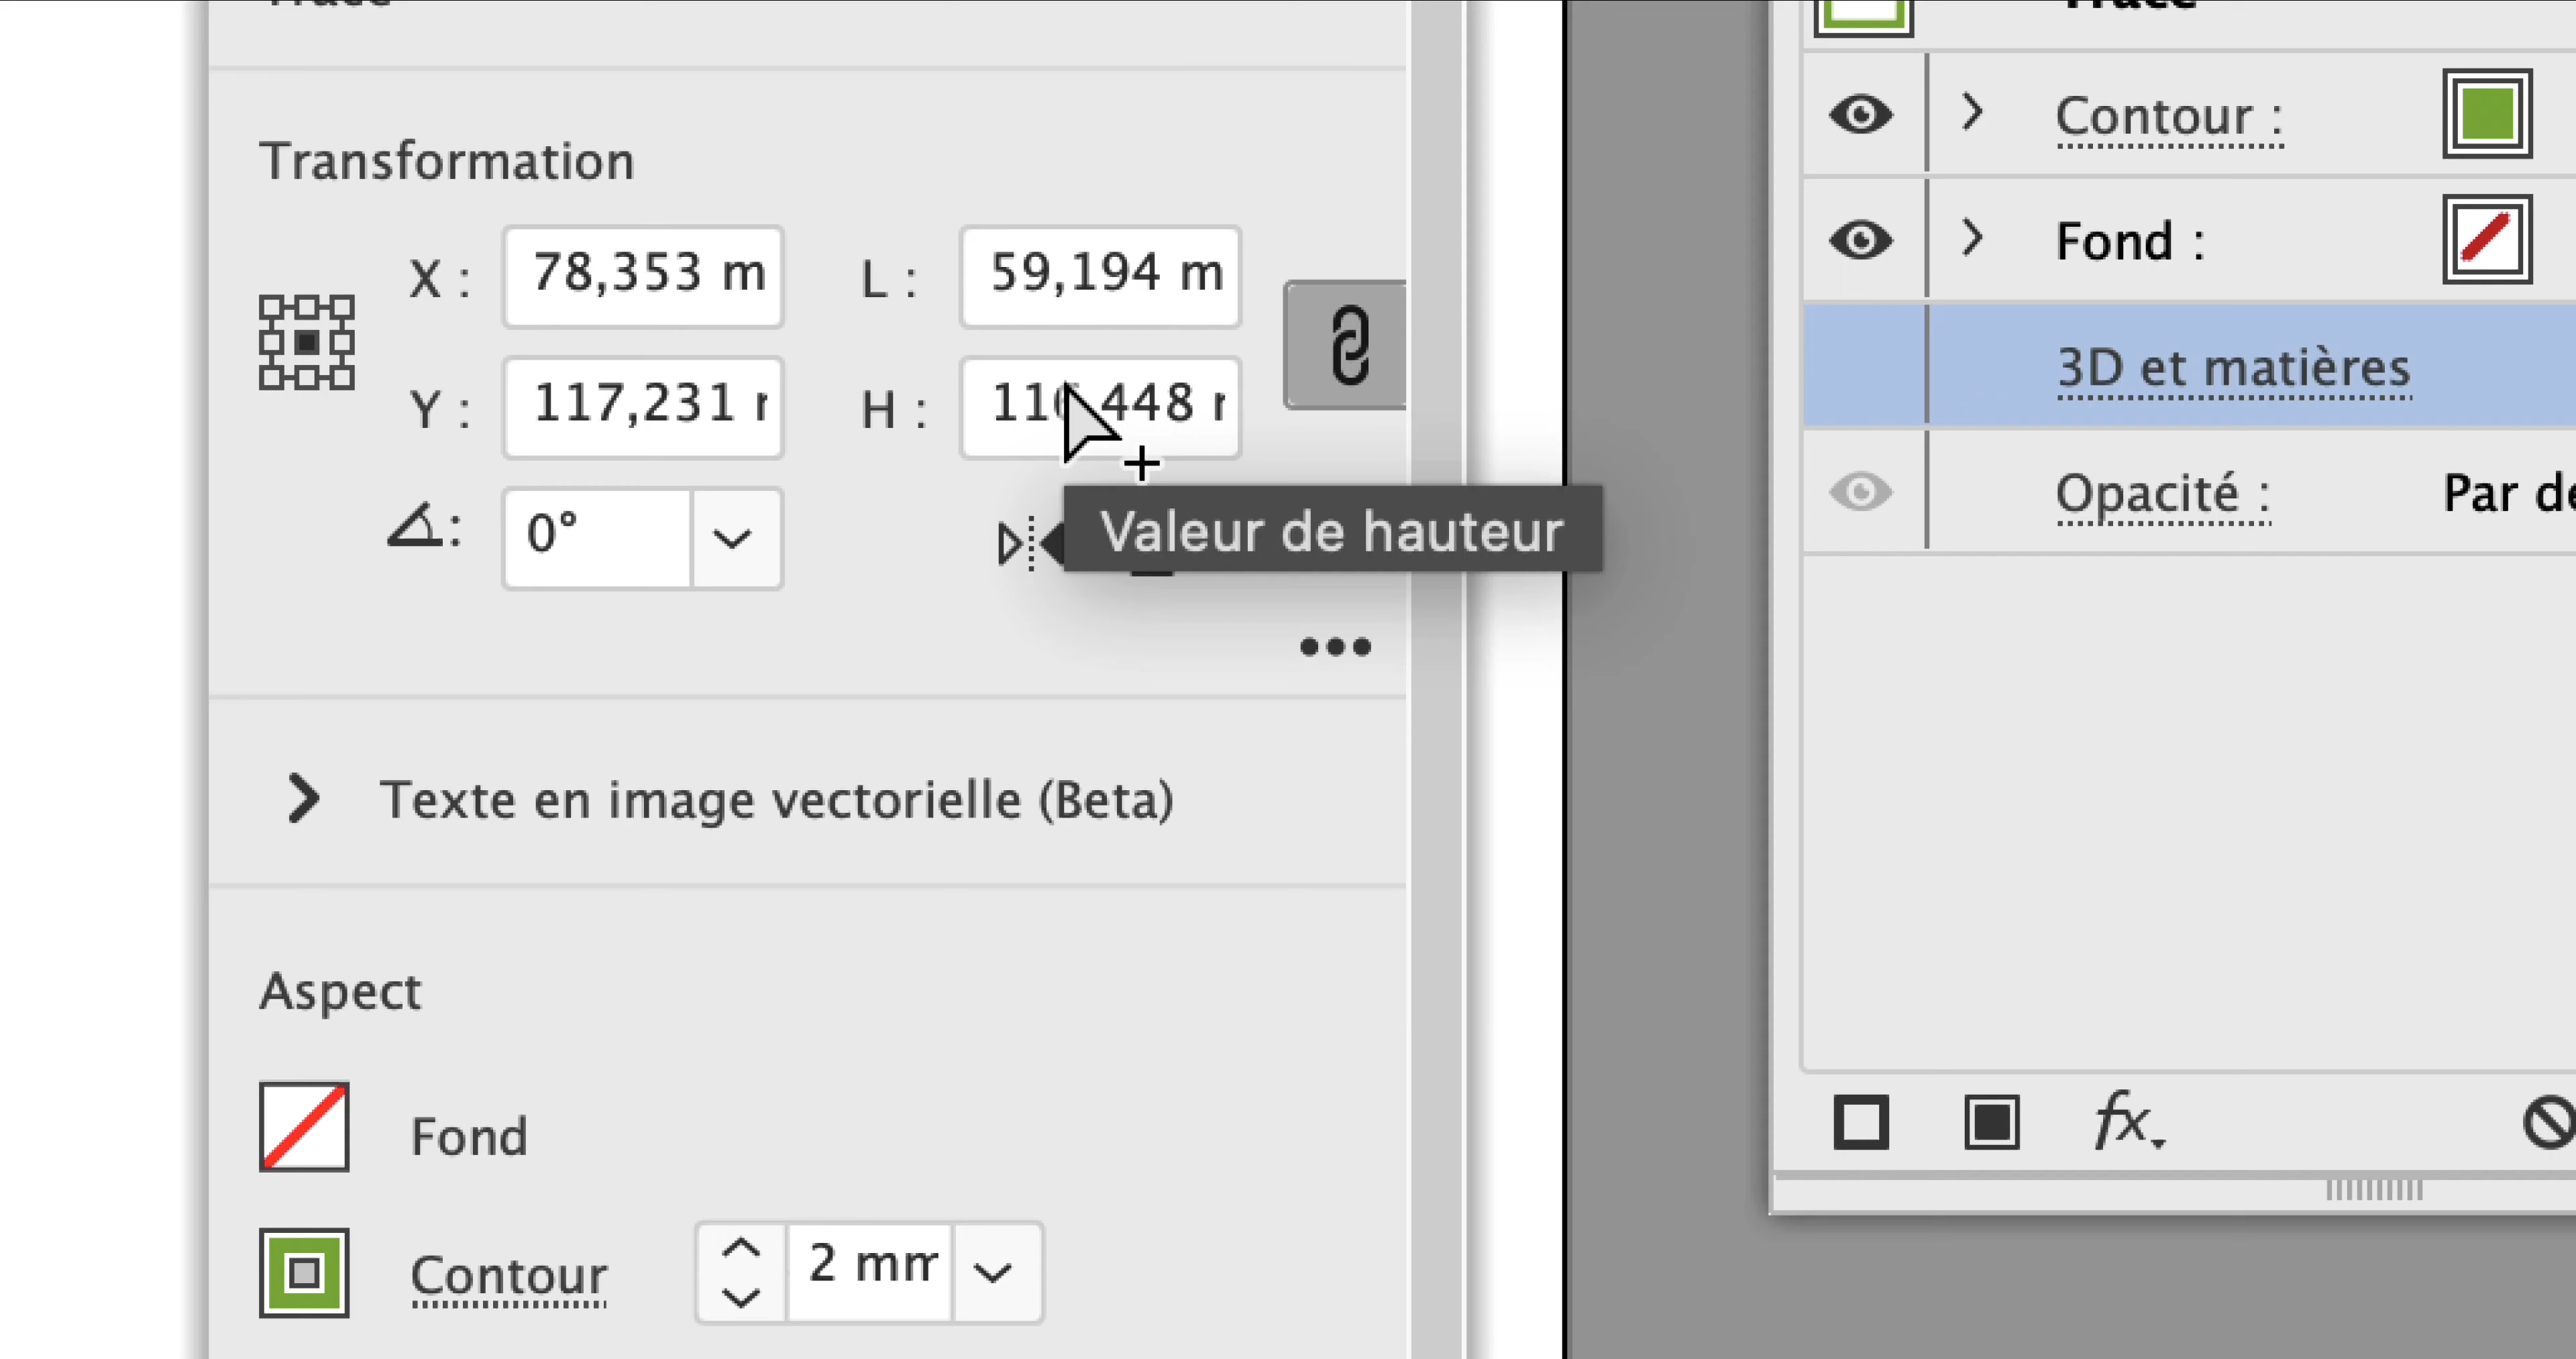 Transformation
X : 78,353 m
L : 59,194 m
Y : 117,231
H :
: 0°
Valeur de hauteur
Texte en image vectorielle (Beta)
Aspect
Fond
Contour 2 mm
Contour :
Fond :
3D et matières
Opacité : Par
fx